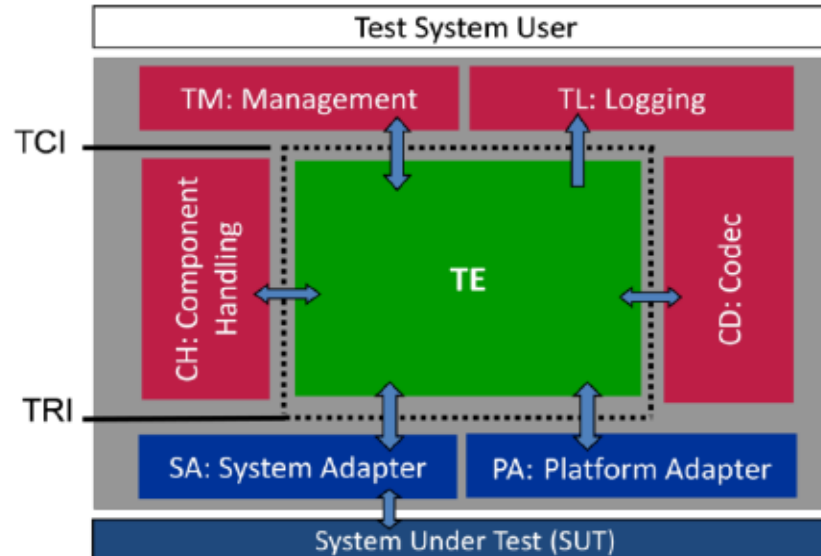 Test System User
TM: Management
TL: Logging
TCI
CH: Component
Handling
TE
CD: Codec
TRI
SA: System Adapter
PA: Platform Adapter
System Under Test (SUT)